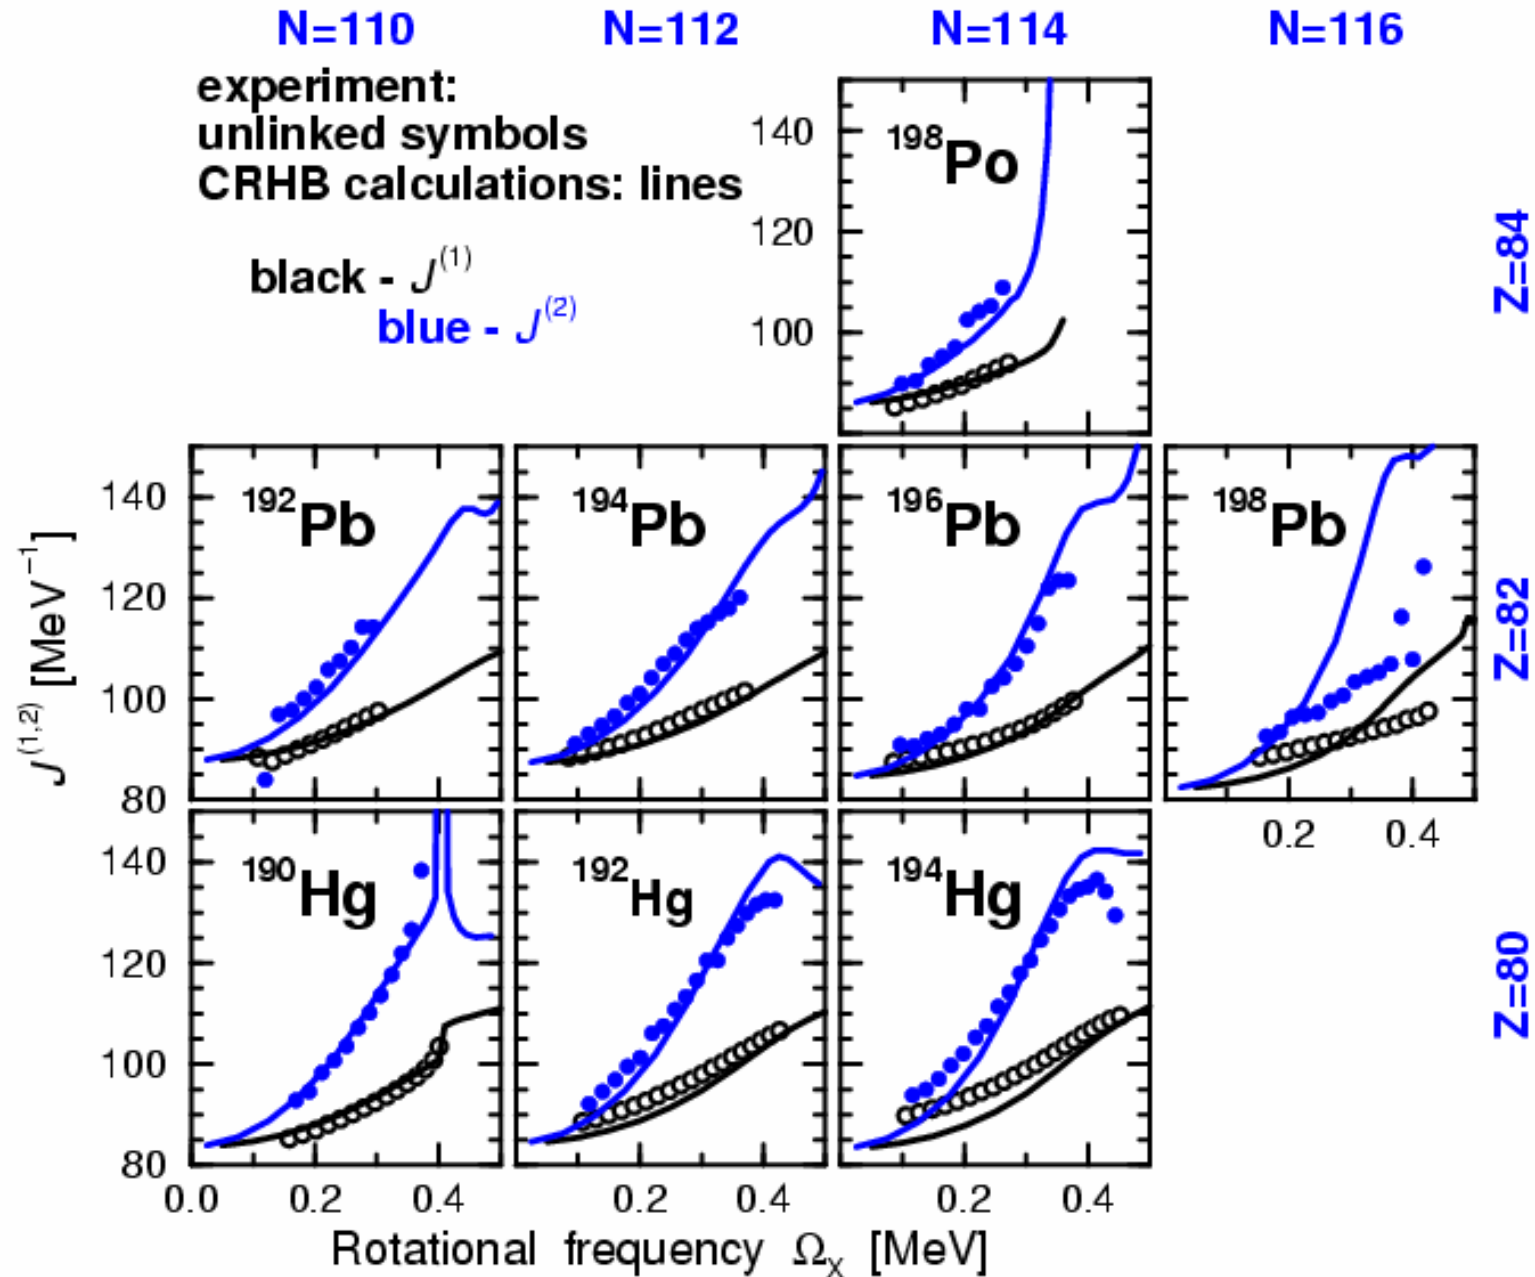 N=110 N=112 N=114 N=116
experiment:
unlinked symbols
CRHB calculations: lines
black - J⁽¹⁾
blue - J⁽²⁾
140
120
100
¹⁹⁸Po
Z=84
J⁽¹,²⁾ [MeV⁻¹]
140
120
100
80
¹⁹²Pb
¹⁹⁴Pb
¹⁹⁶Pb
¹⁹⁸Pb
0.2 0.4
Z=82
140
120
100
80
¹⁹⁰Hg
¹⁹²Hg
¹⁹⁴Hg
Z=80
0.0 0.2 0.4 0.2 0.4 0.2 0.4
Rotational frequency Ωₓ [MeV]